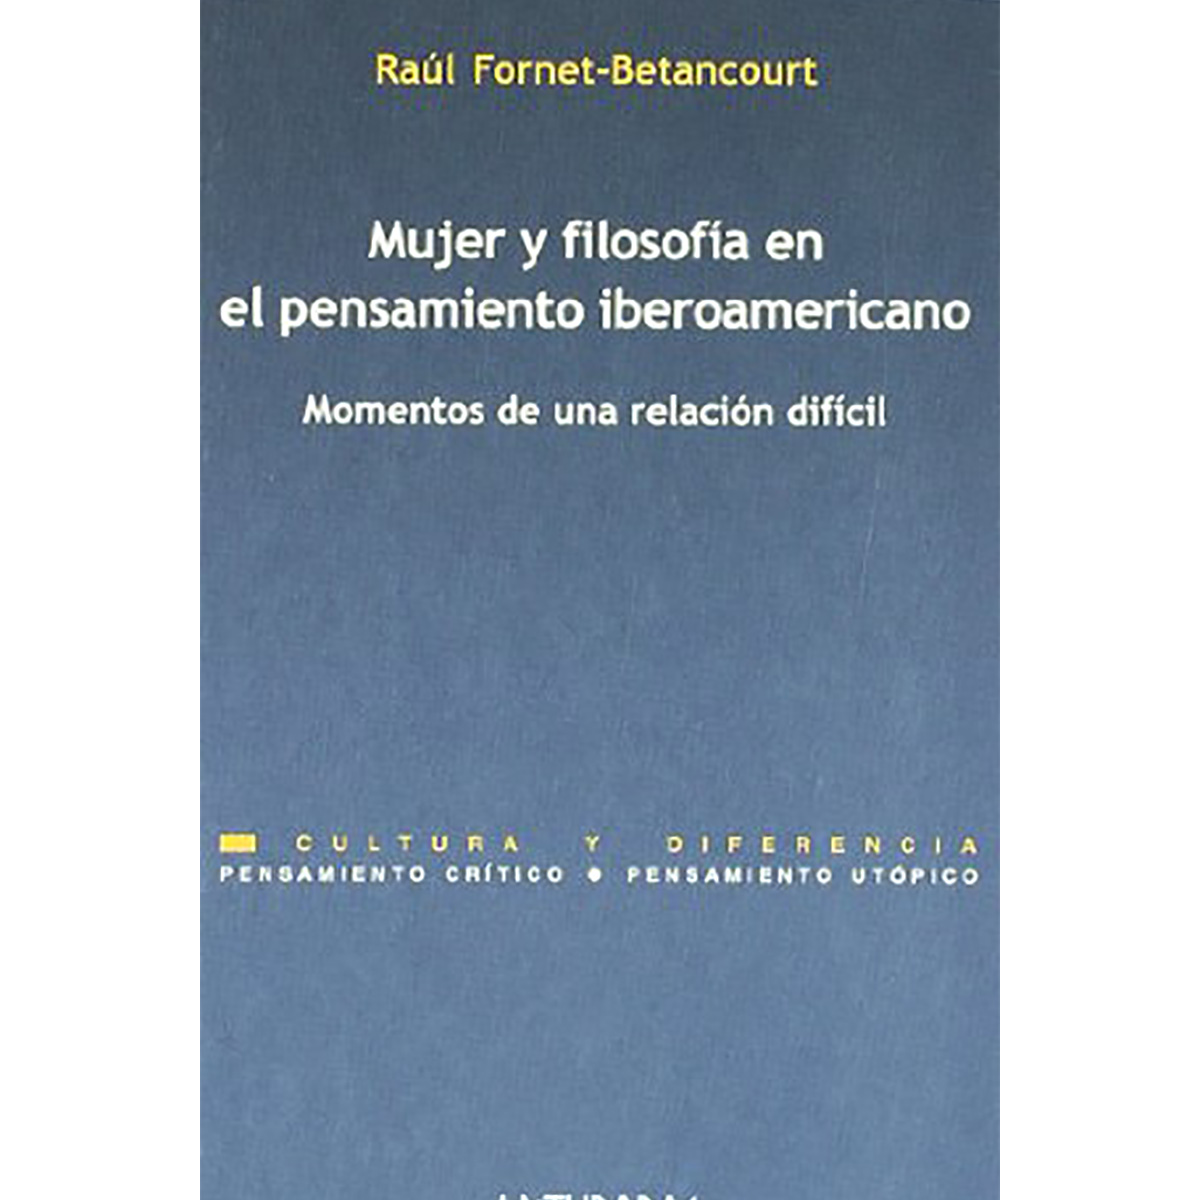 Raúl Fornet-Betancourt
Mujer y filosofía en
el pensamiento iberoamericano
Momentos de una relación difícil
CULTURA Y DIFERENCIA
PENSAMIENTO CRÍTICO • PENSAMIENTO UTÓPICO